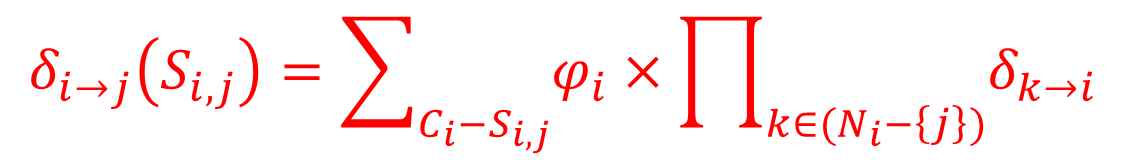 δ_{i→j}(S_{i,j}) = ∑_{C_i−S_{i,j}} φ_i × ∏_{k∈(N_i−{j})} δ_{k→i}